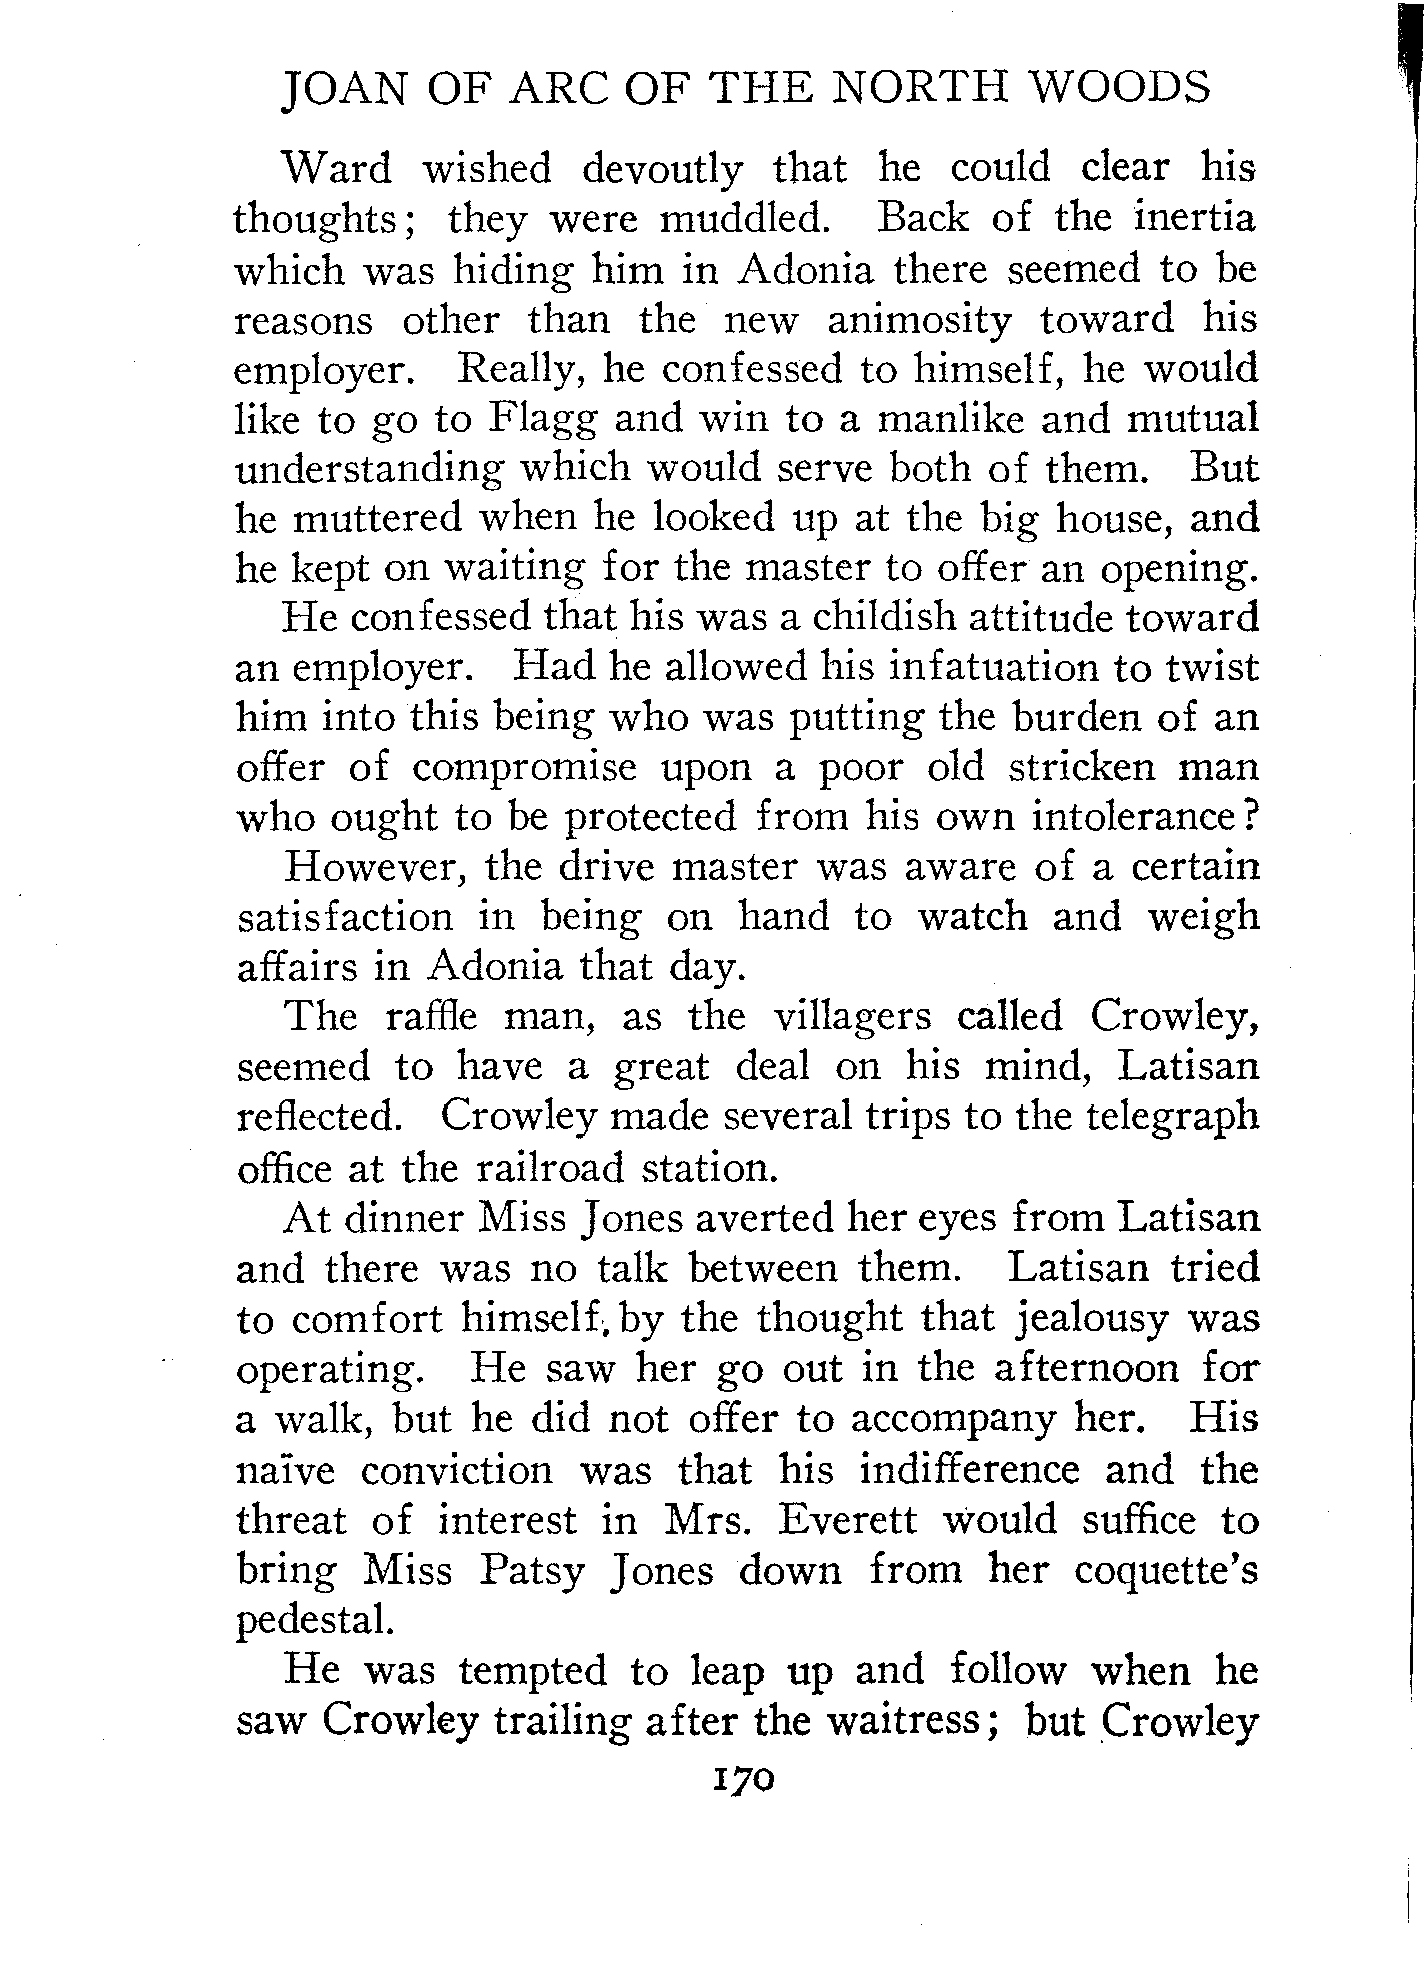 JOAN OF ARC OF THE NORTH WOODS
Ward wished devoutly that he could clear his
thoughts; they were muddled. Back of the inertia
which was hiding him in Adonia there seemed to be
reasons other than the new animosity toward his
employer. Really, he confessed to himself, he would
like to go to Flagg and win to a manlike and mutual
understanding which would serve both of them. But
he muttered when he looked up at the big house, and
he kept on waiting for the master to offer an opening.
He confessed that his was a childish attitude toward
an employer. Had he allowed his infatuation to twist
him into this being who was putting the burden of an
offer of compromise upon a poor old stricken man
who ought to be protected from his own intolerance?
However, the drive master was aware of a certain
satisfaction in being on hand to watch and weigh
affairs in Adonia that day.
The raffle man, as the villagers called Crowley,
seemed to have a great deal on his mind, Latisan
reflected. Crowley made several trips to the telegraph
office at the railroad station.
At dinner Miss Jones averted her eyes from Latisan
and there was no talk between them. Latisan tried
to comfort himself by the thought that jealousy was
operating. He saw her go out in the afternoon for
a walk, but he did not offer to accompany her. His
naïve conviction was that his indifference and the
threat of interest in Mrs. Everett would suffice to
bring Miss Patsy Jones down from her coquette's
pedestal.
He was tempted to leap up and follow when he
saw Crowley trailing after the waitress; but Crowley
170